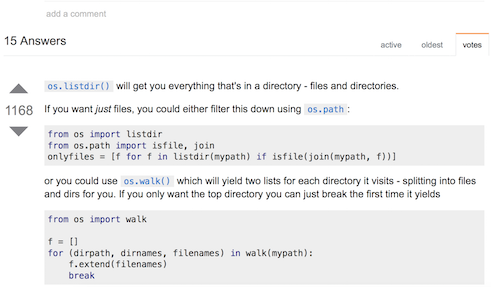 add a comment
15 Answers
active oldest votes
1168
os.listdir() will get you everything that's in a directory - files and directories.
If you want just files, you could either filter this down using os.path :
from os import listdir
from os.path import isfile, join
onlyfiles = [f for f in listdir(mypath) if isfile(join(mypath, f))]
or you could use os.walk() which will yield two lists for each directory it visits - splitting into files
and dirs for you. If you only want the top directory you can just break the first time it yields
from os import walk
f = []
for (dirpath, dirnames, filenames) in walk(mypath):
    f.extend(filenames)
    break